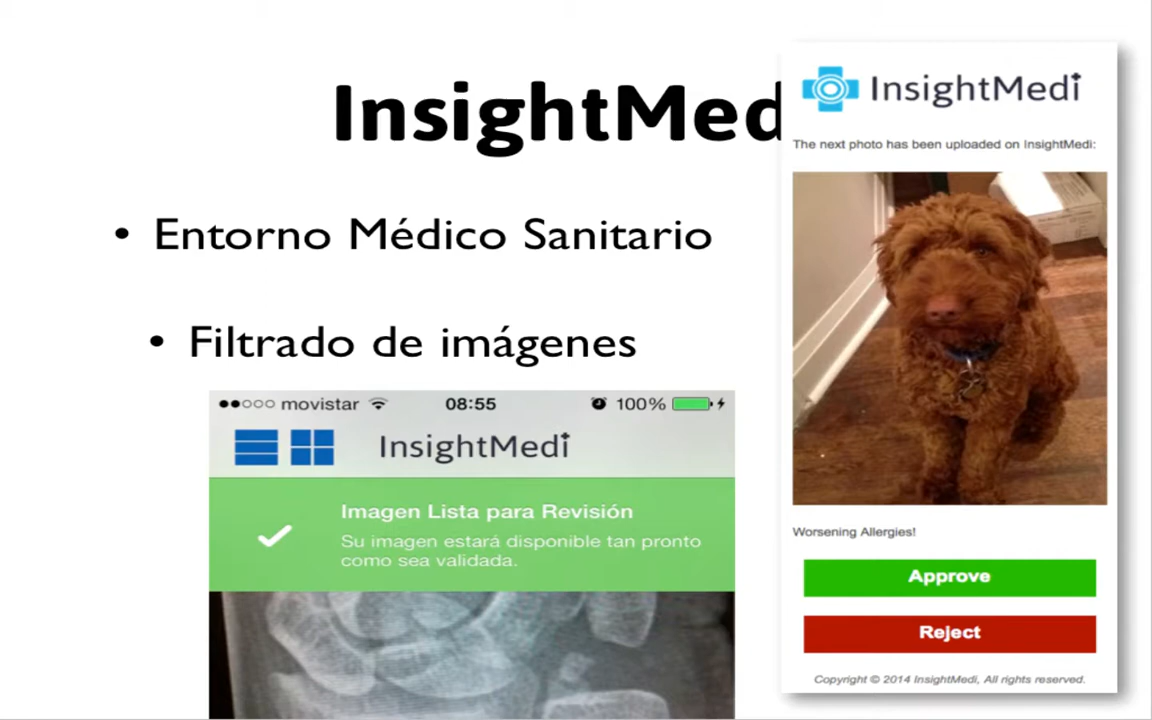 InsightMed
• Entorno Médico Sanitario
• Filtrado de imágenes
movistar 08:55 100%
InsightMedi
Imagen Lista para Revisión
Su imagen estará disponible tan pronto
como sea validada.
InsightMedi
The next photo has been uploaded on InsightMedi:
Worsening Allergies!
Approve
Reject
Copyright © 2014 InsightMedi, All rights reserved.